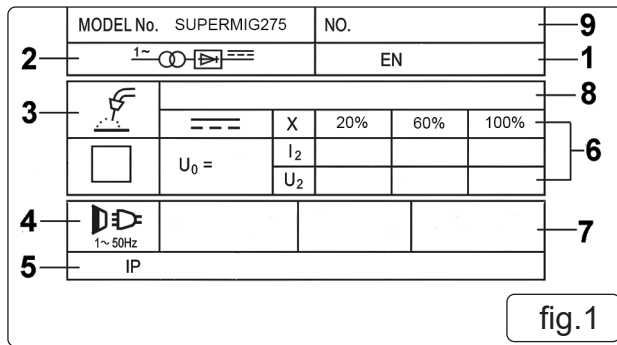 MODEL No. SUPERMIG275 NO. 9
2 1~ EN 1
3 8
X 20% 60% 100% 6
U₀ = I₂
U₂
4 1~ 50Hz 7
5 IP
fig.1